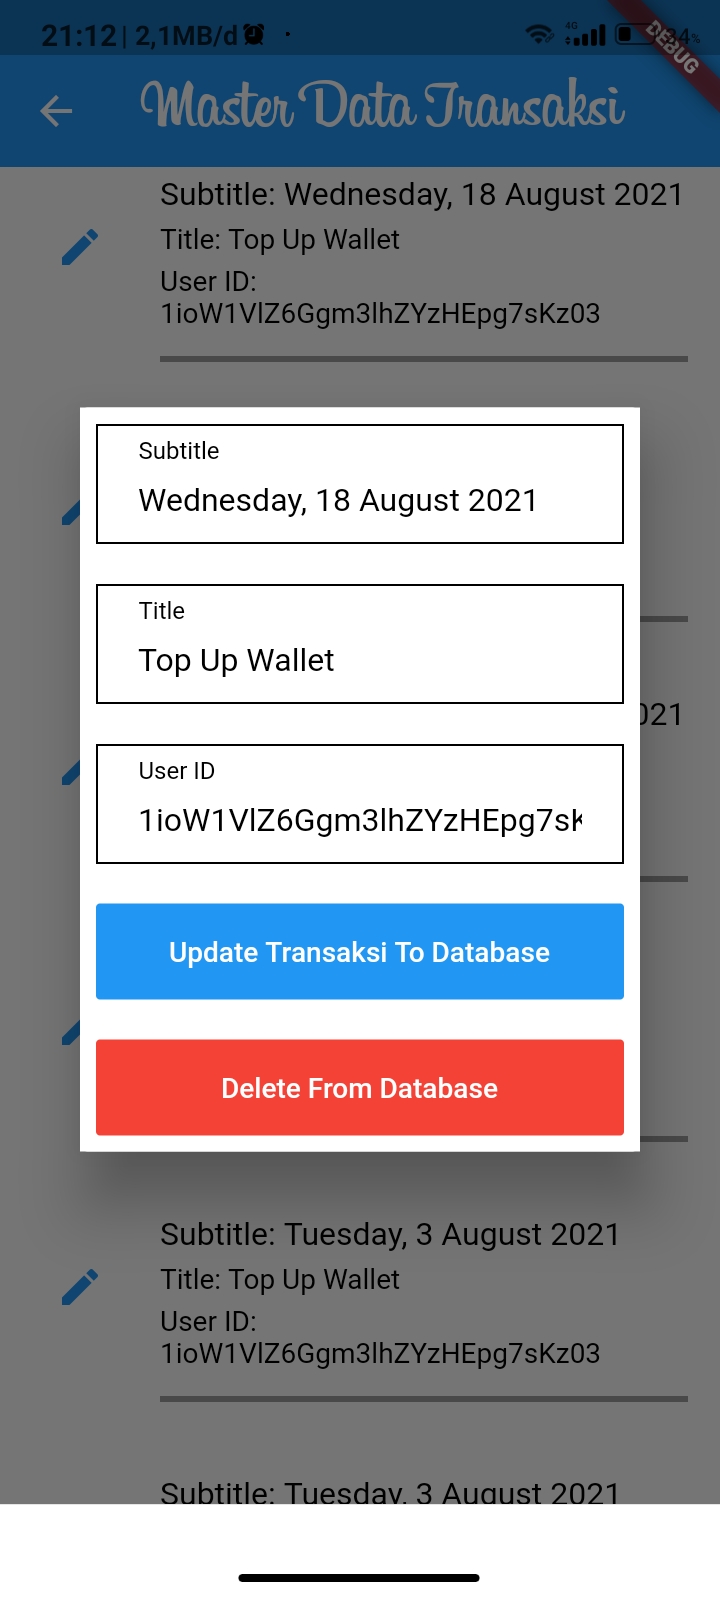 21:12 | 2,1MB/d
4G
34%
DEBUG
Master Data Transaksi
Subtitle: Wednesday, 18 August 2021
Title: Top Up Wallet
User ID:
1ioW1VlZ6Ggm3lhZYzHEpg7sKz03
Subtitle
Wednesday, 18 August 2021
Title
Top Up Wallet
021
User ID
1ioW1VlZ6Ggm3lhZYzHEpg7sK
Update Transaksi To Database
Delete From Database
Subtitle: Tuesday, 3 August 2021
Title: Top Up Wallet
User ID:
1ioW1VlZ6Ggm3lhZYzHEpg7sKz03
Subtitle: Tuesday, 3 August 2021